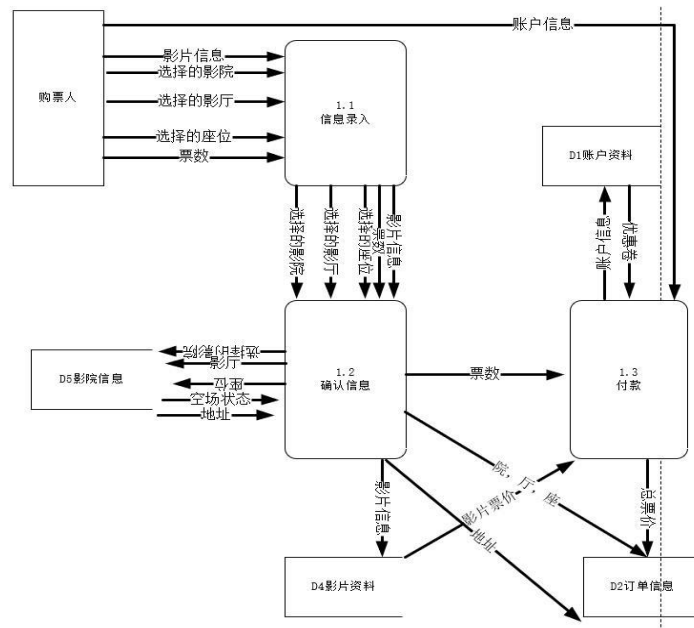 账户信息
购票人
影片信息
选择的影院
选择的影厅
选择的座位
票数
1.1
信息录入
D1账户资料
选择的影院
选择的影厅
选择的座位
票数
影片信息
账户信息
优惠卷
选择的影院
影厅
座位
空场状态
地址
D5影院信息
1.2
确认信息
票数
1.3
付款
院，厅，座
影片票价
地址
影片信息
总票价
D4影片资料
D2订单信息